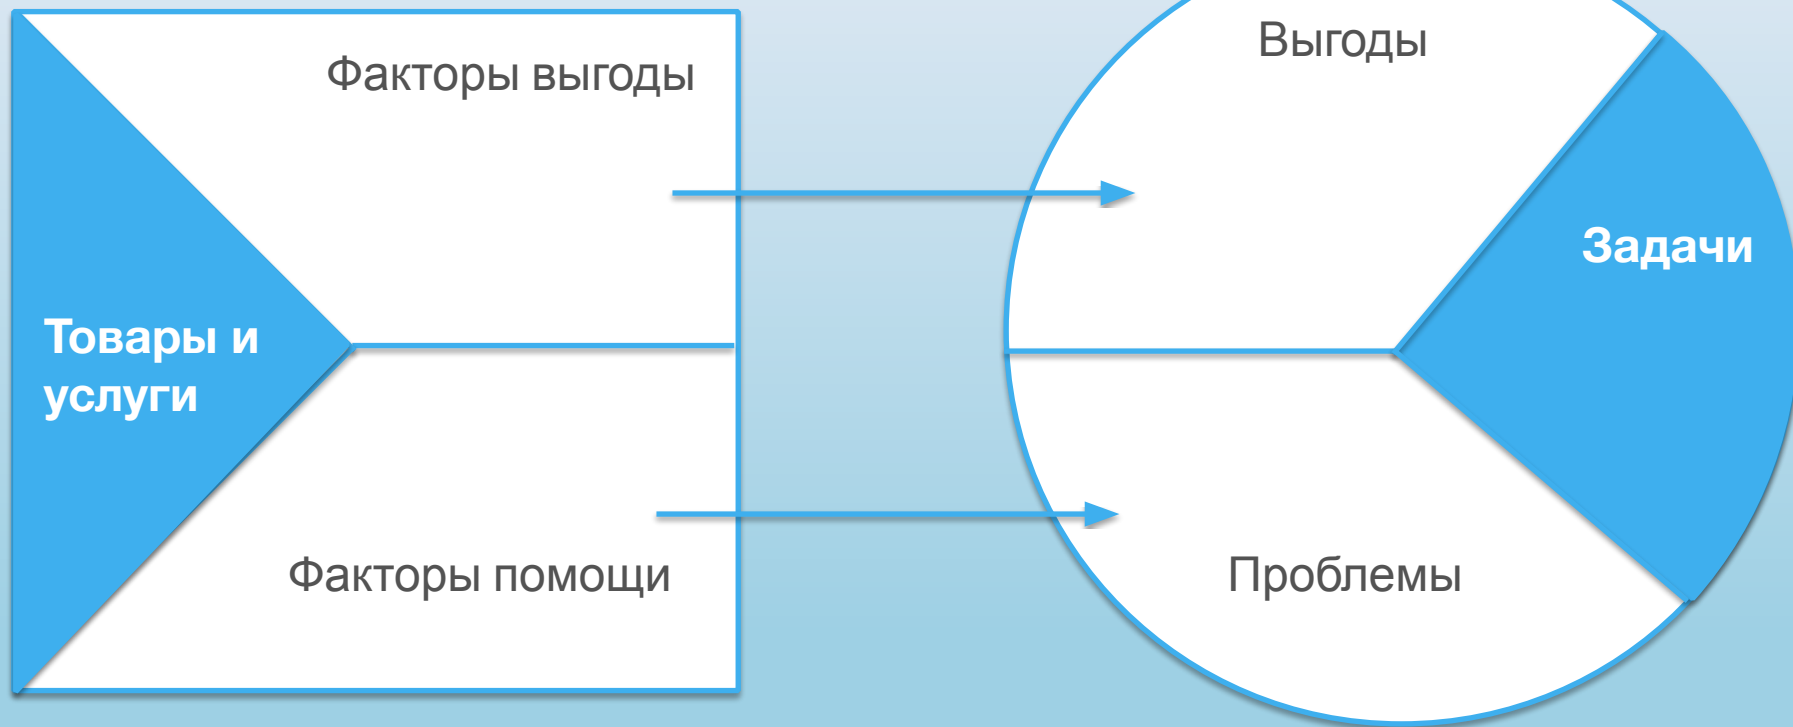 Факторы выгоды
Товары и
услуги
Факторы помощи
Выгоды
Задачи
Проблемы